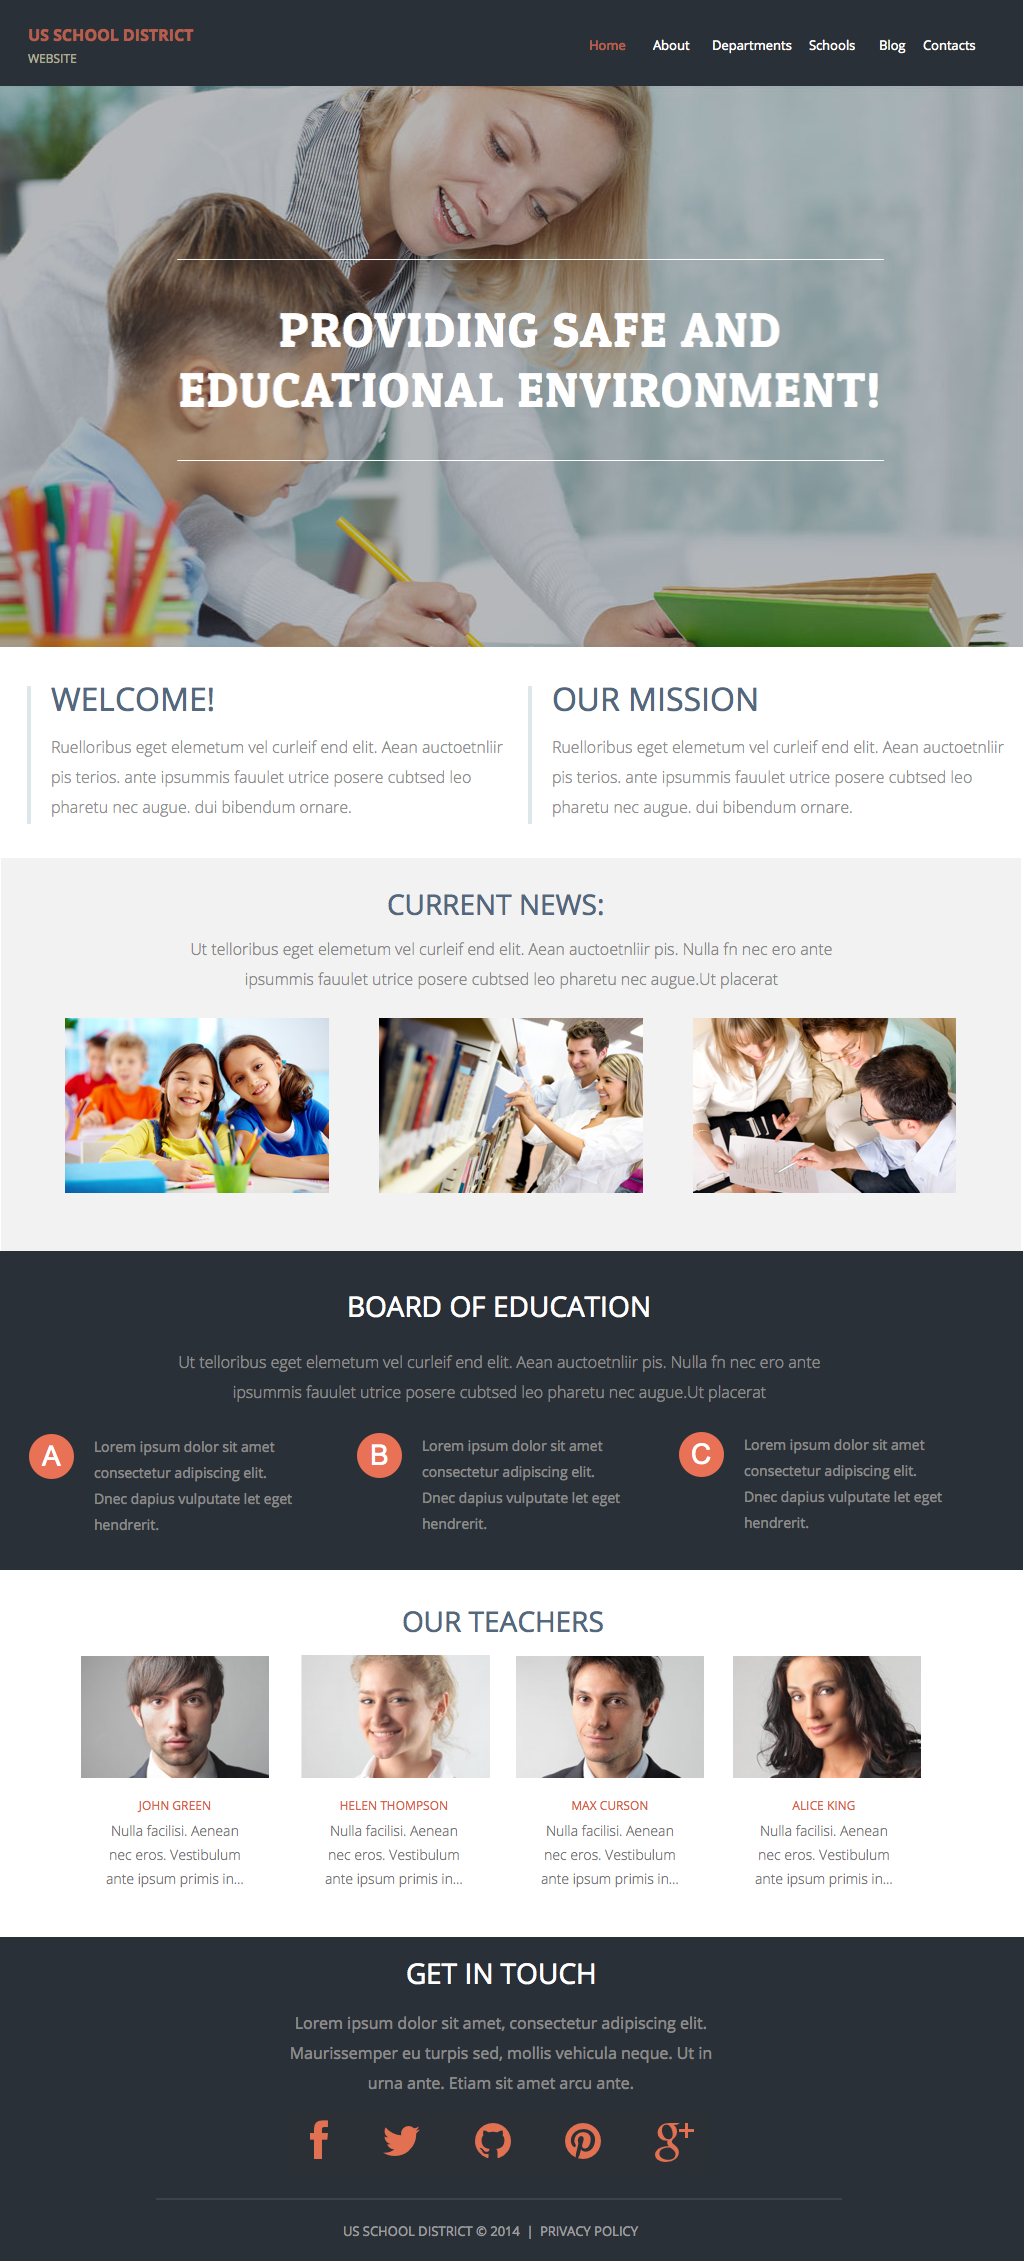 US SCHOOL DISTRICT
WEBSITE
Home About Departments Schools Blog Contacts
PROVIDING SAFE AND
EDUCATIONAL ENVIRONMENT!
WELCOME!
Ruelloribus eget elemetum vel curleif end elit. Aean auctoetnliir
pis terios. ante ipsummis fauulet utrice posere cubtsed leo
pharetu nec augue. dui bibendum ornare.
OUR MISSION
Ruelloribus eget elemetum vel curleif end elit. Aean auctoetnliir
pis terios. ante ipsummis fauulet utrice posere cubtsed leo
pharetu nec augue. dui bibendum ornare.
CURRENT NEWS:
Ut telloribus eget elemetum vel curleif end elit. Aean auctoetnliir pis. Nulla fn nec ero ante
ipsummis fauulet utrice posere cubtsed leo pharetu nec augue.Ut placerat
BOARD OF EDUCATION
Ut telloribus eget elemetum vel curleif end elit. Aean auctoetnliir pis. Nulla fn nec ero ante
ipsummis fauulet utrice posere cubtsed leo pharetu nec augue.Ut placerat
A
Lorem ipsum dolor sit amet
consectetur adipiscing elit.
Dnec dapius vulputate let eget
hendrerit.
B
Lorem ipsum dolor sit amet
consectetur adipiscing elit.
Dnec dapius vulputate let eget
hendrerit.
C
Lorem ipsum dolor sit amet
consectetur adipiscing elit.
Dnec dapius vulputate let eget
hendrerit.
OUR TEACHERS
JOHN GREEN
Nulla facilisi. Aenean
nec eros. Vestibulum
ante ipsum primis in...
HELEN THOMPSON
Nulla facilisi. Aenean
nec eros. Vestibulum
ante ipsum primis in...
MAX CURSON
Nulla facilisi. Aenean
nec eros. Vestibulum
ante ipsum primis in...
ALICE KING
Nulla facilisi. Aenean
nec eros. Vestibulum
ante ipsum primis in...
GET IN TOUCH
Lorem ipsum dolor sit amet, consectetur adipiscing elit.
Maurissemper eu turpis sed, mollis vehicula neque. Ut in
urna ante. Etiam sit amet arcu ante.
US SCHOOL DISTRICT © 2014 | PRIVACY POLICY